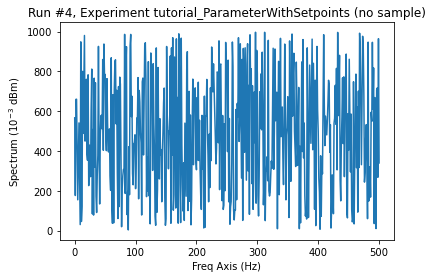 Run #4, Experiment tutorial_ParameterWithSetpoints (no sample)
Spectrum (10⁻³ dBm)
1000
800
600
400
200
0
0 100 200 300 400 500
Freq Axis (Hz)